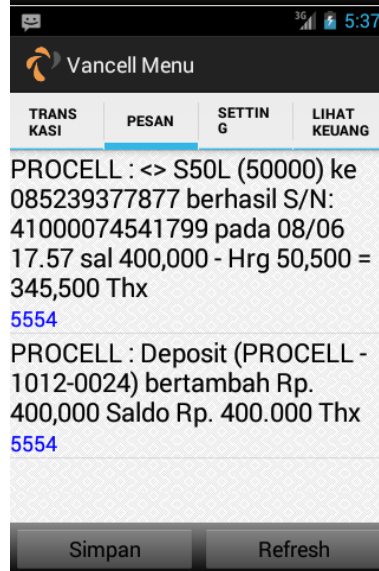 3G 5:37
Vancell Menu
TRANS
KASI
PESAN
SETTIN
G
LIHAT
KEUANG
PROCELL : <> S50L (50000) ke
085239377877 berhasil S/N:
41000074541799 pada 08/06
17.57 sal 400,000 - Hrg 50,500 =
345,500 Thx
5554
PROCELL : Deposit (PROCELL -
1012-0024) bertambah Rp.
400,000 Saldo Rp. 400.000 Thx
5554
Simpan Refresh